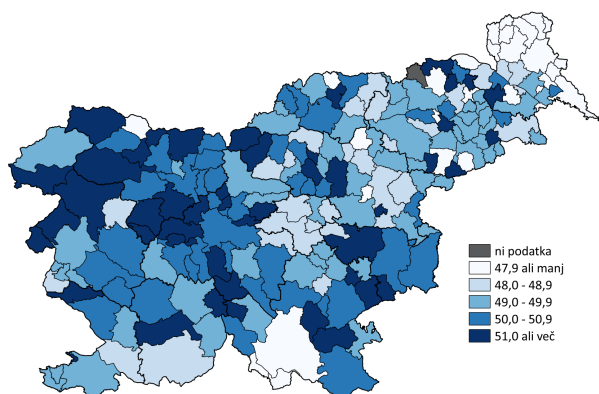 ni podatka
47,9 ali manj
48,0 - 48,9
49,0 - 49,9
50,0 - 50,9
51,0 ali več